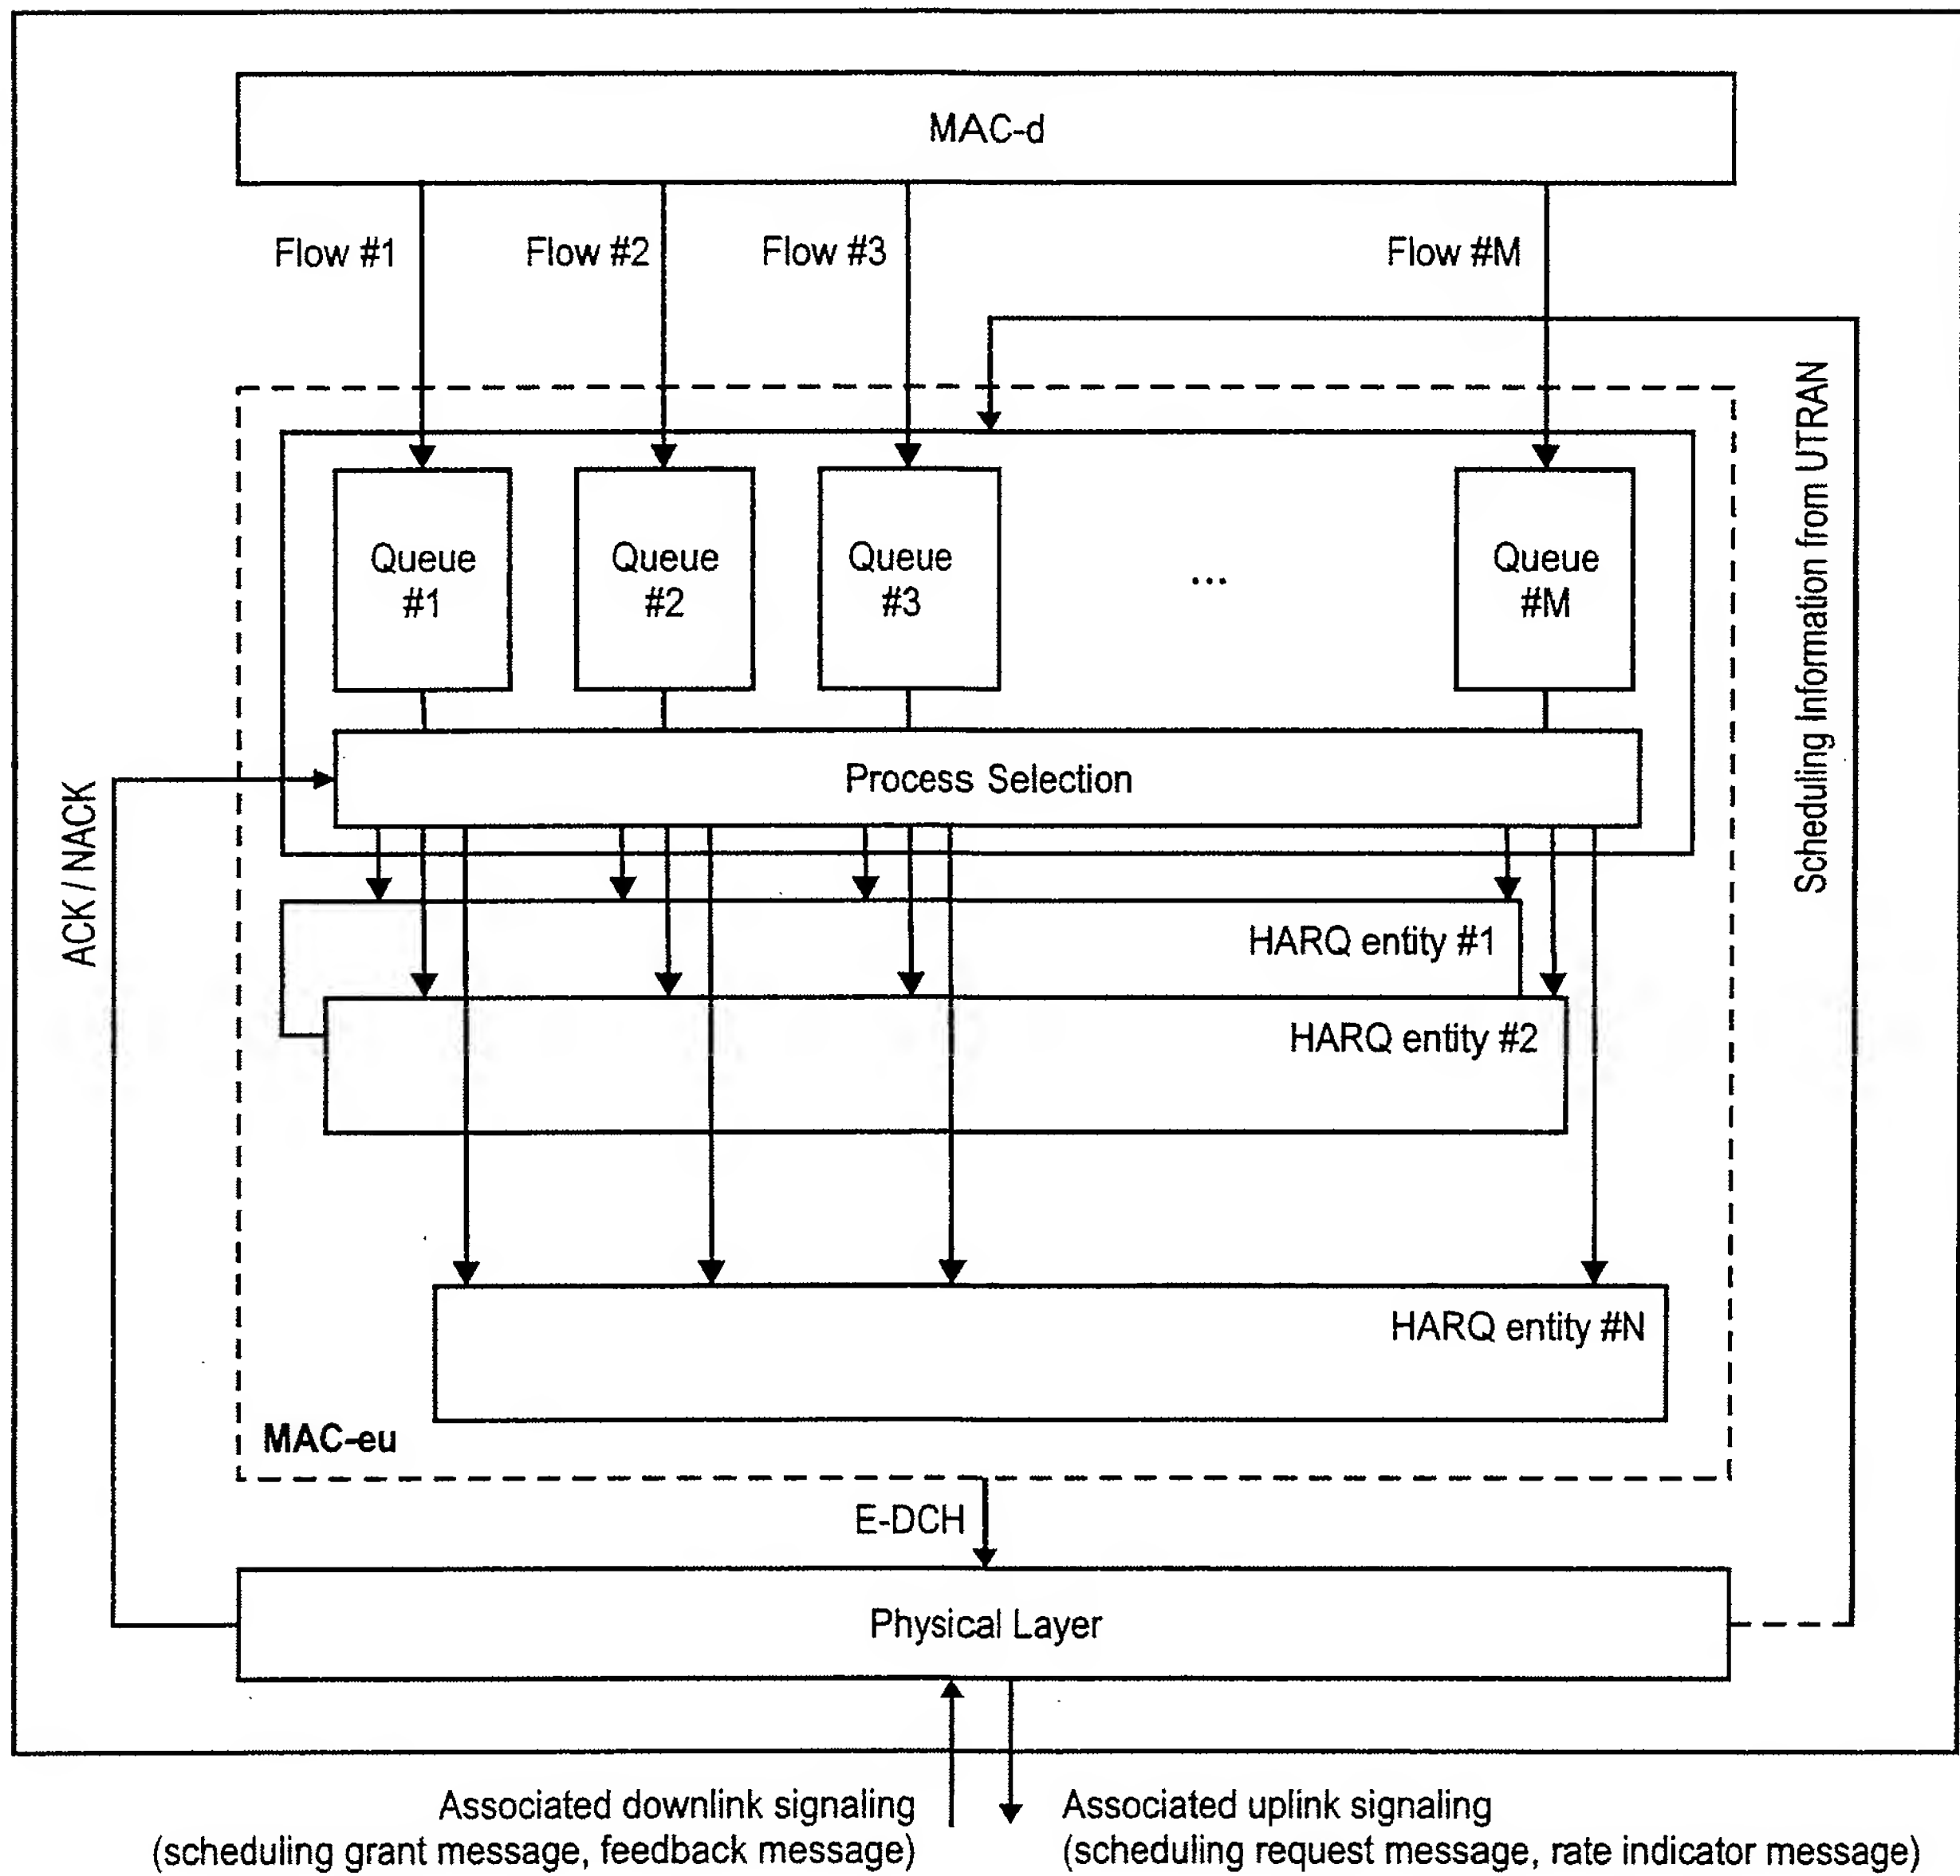 MAC-d
Flow #1
Flow #2
Flow #3
Flow #M
Scheduling Information from UTRAN
Queue
#1
Queue
#2
Queue
#3
...
Queue
#M
Process Selection
ACK / NACK
HARQ entity #1
HARQ entity #2
HARQ entity #N
MAC-eu
E-DCH
Physical Layer
Associated downlink signaling
(scheduling grant message, feedback message)
Associated uplink signaling
(scheduling request message, rate indicator message)